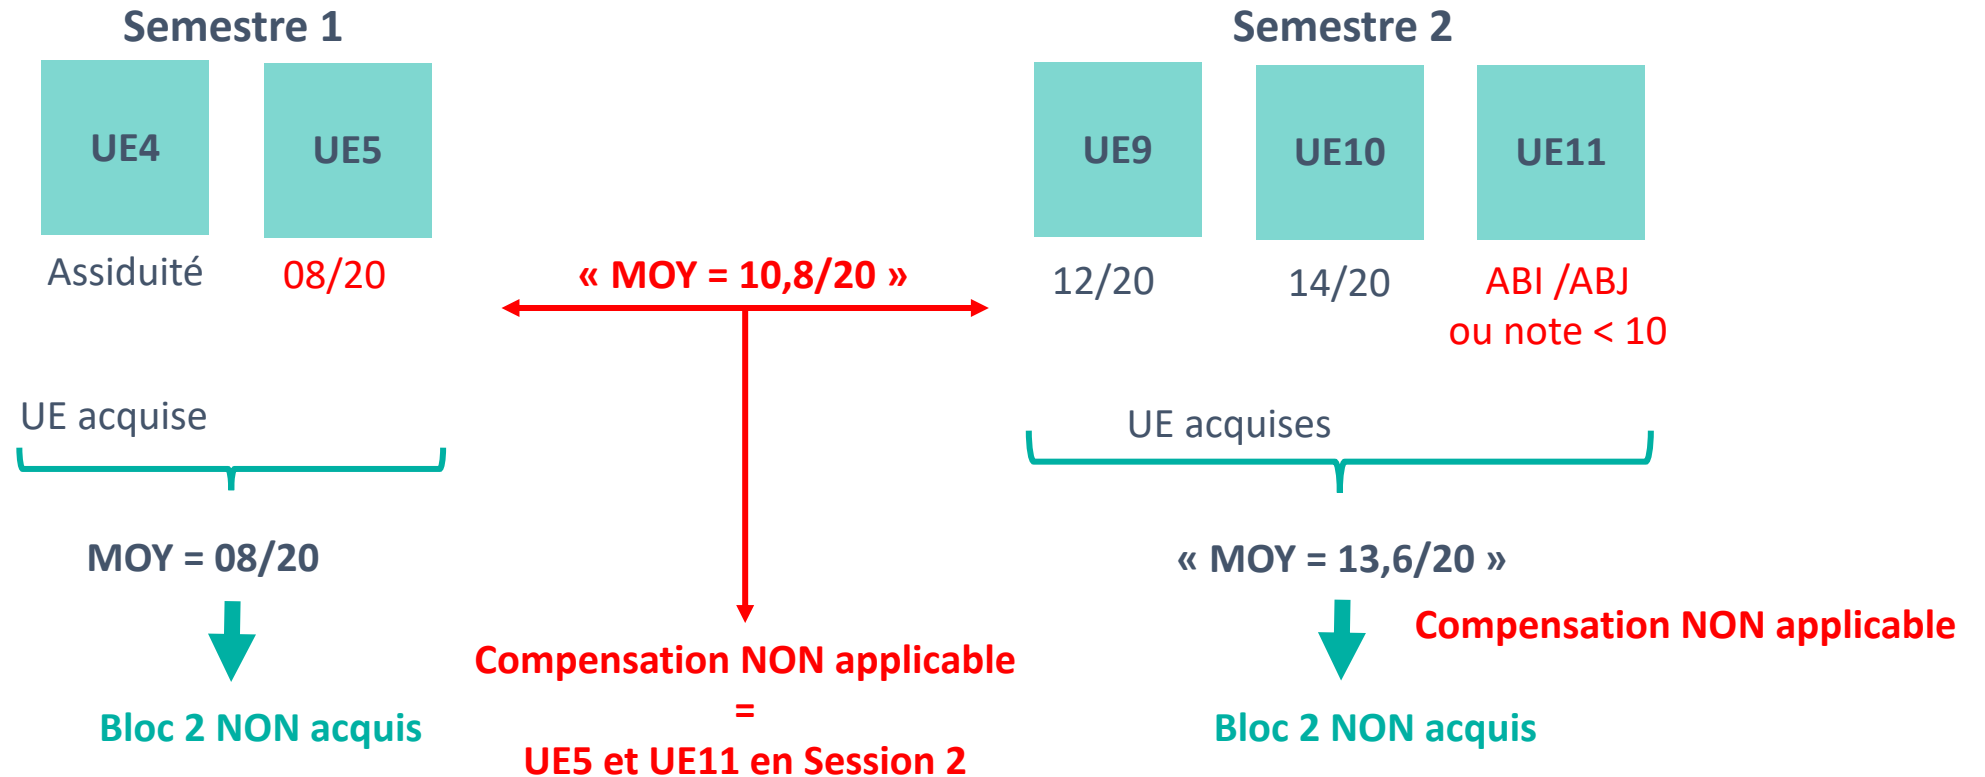 Semestre 1
UE4
UE5
Assiduité
08/20
UE acquise
MOY = 08/20
Bloc 2 NON acquis
« MOY = 10,8/20 »
Compensation NON applicable
=
UE5 et UE11 en Session 2
Semestre 2
UE9
UE10
UE11
12/20
14/20
ABI /ABJ
ou note < 10
UE acquises
« MOY = 13,6/20 »
Compensation NON applicable
Bloc 2 NON acquis